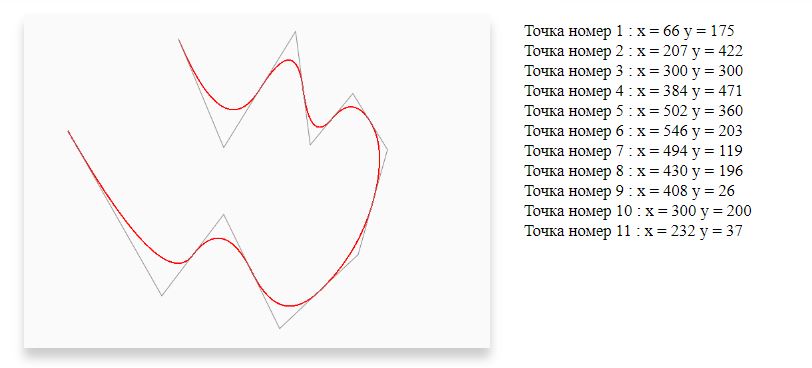 Точка номер 1 : x = 66 y = 175
Точка номер 2 : x = 207 y = 422
Точка номер 3 : x = 300 y = 300
Точка номер 4 : x = 384 y = 471
Точка номер 5 : x = 502 y = 360
Точка номер 6 : x = 546 y = 203
Точка номер 7 : x = 494 y = 119
Точка номер 8 : x = 430 y = 196
Точка номер 9 : x = 408 y = 26
Точка номер 10 : x = 300 y = 200
Точка номер 11 : x = 232 y = 37